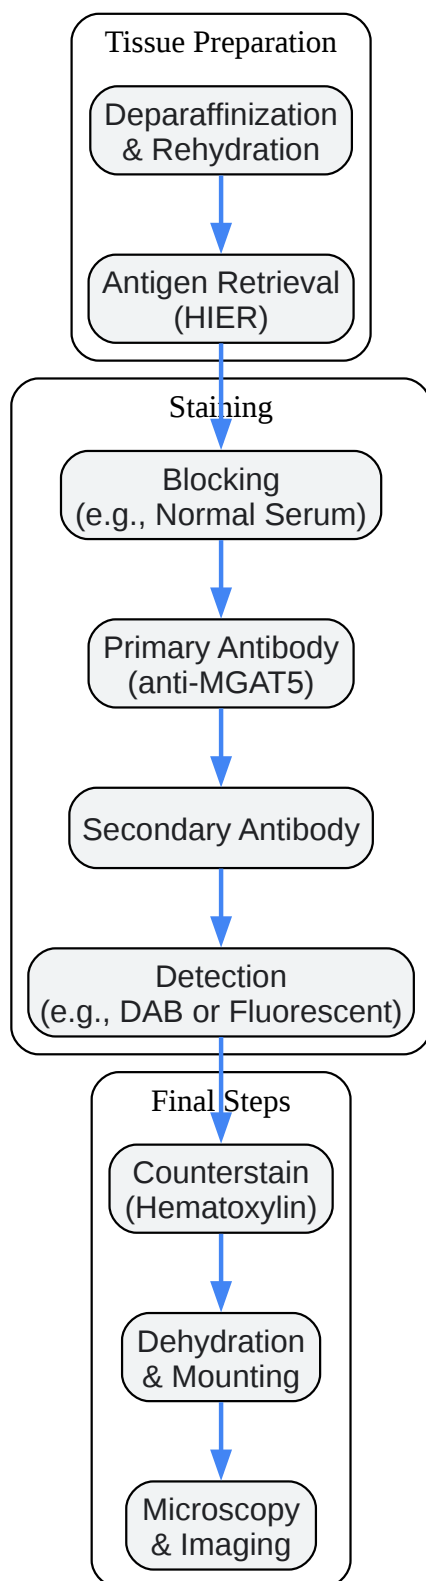 Tissue Preparation
Deparaffinization
& Rehydration
Antigen Retrieval
(HIER)
Staining
Blocking
(e.g., Normal Serum)
Primary Antibody
(anti-MGAT5)
Secondary Antibody
Detection
(e.g., DAB or Fluorescent)
Final Steps
Counterstain
(Hematoxylin)
Dehydration
& Mounting
Microscopy
& Imaging